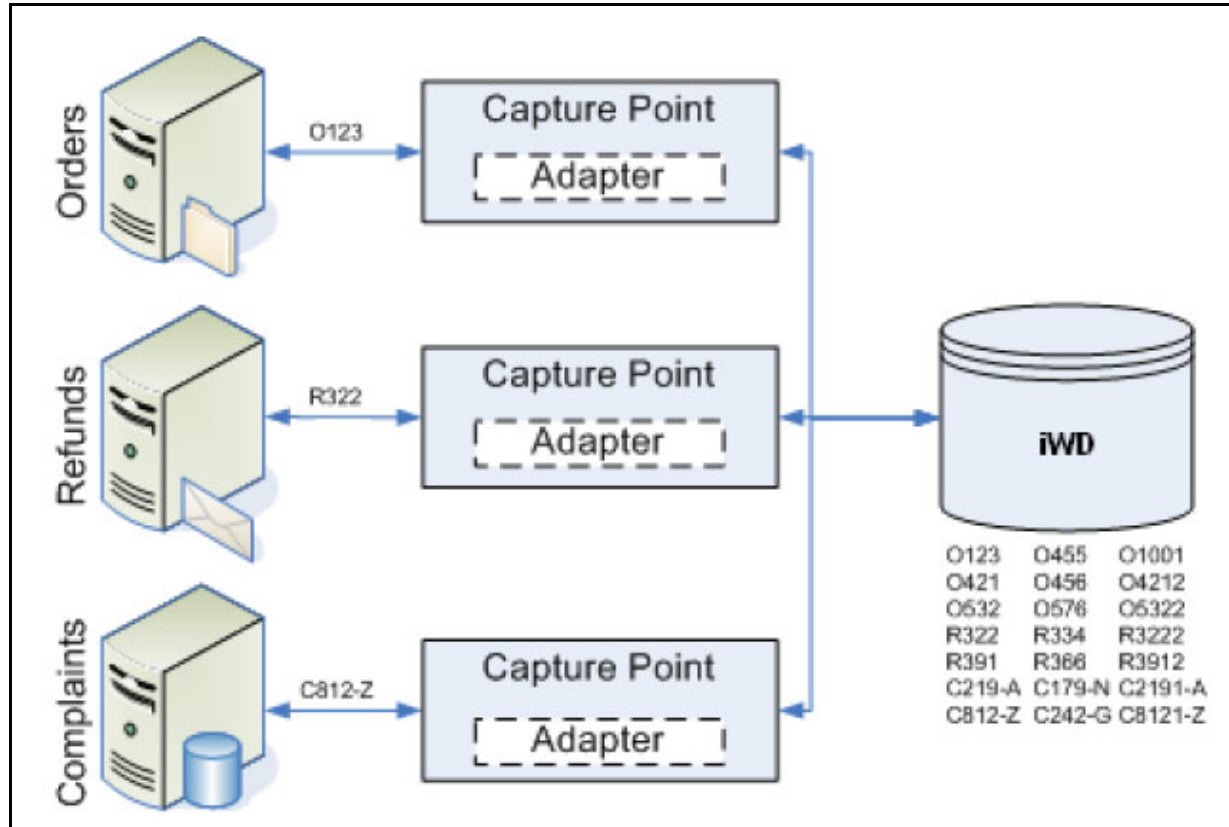 Orders
O123
Capture Point
Adapter
Refunds
R322
Capture Point
Adapter
Complaints
C812-Z
Capture Point
Adapter
iWD
O123 O455 O1001
O421 O456 O4212
O532 O576 O5322
R322 R334 R3222
R391 R366 R3912
C219-A C179-N C2191-A
C812-Z C242-G C8121-Z